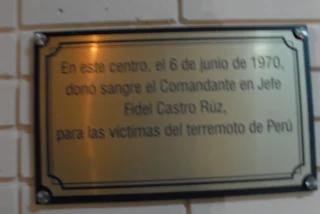 En este centro, el 6 de junio de 1970,
donó sangre el Comandante en Jefe
Fidel Castro Rúz,
para las víctimas del terremoto de Perú